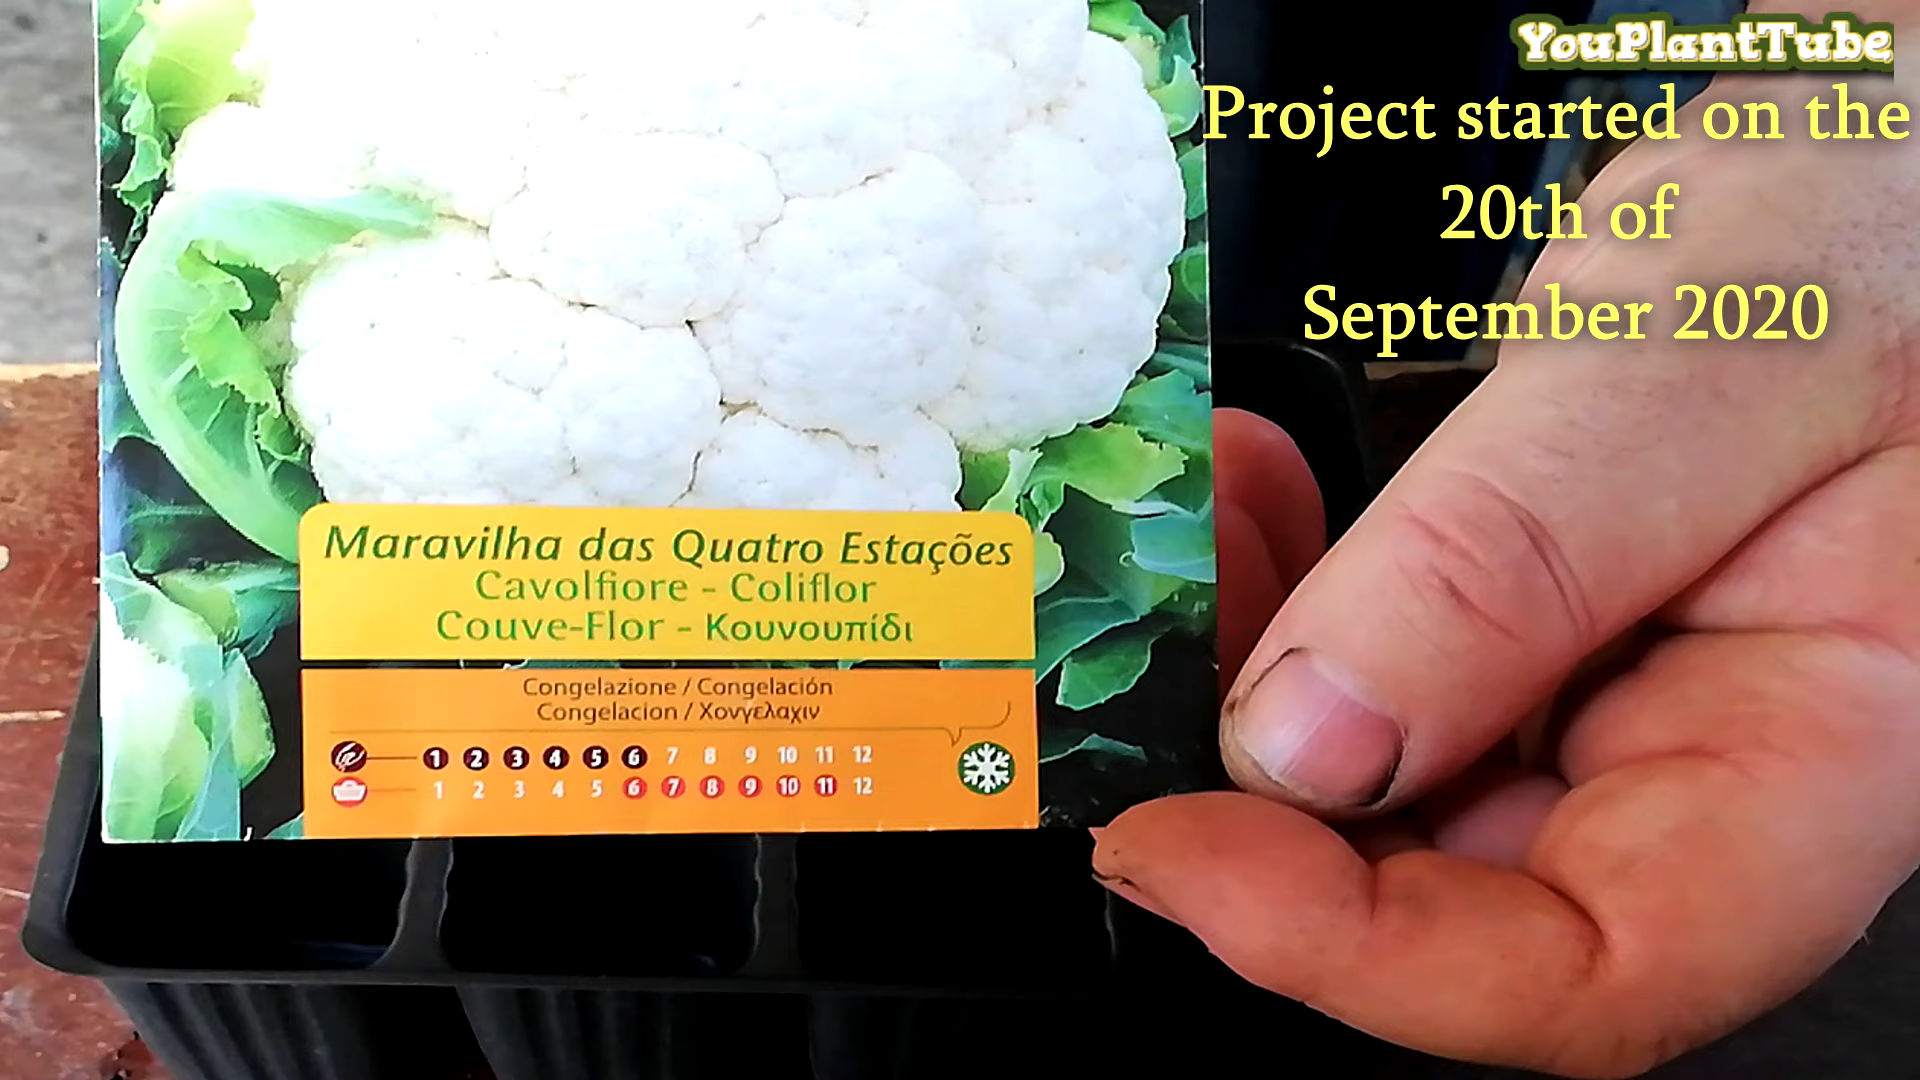 YouPlantTube
Project started on the
20th of
September 2020
Maravilha das Quatro Estações
Cavolfiore - Coliflor
Couve-Flor - Κουνουπίδι
Congelazione / Congelación
Congelacion / Χονγελαχιν
1 2 3 4 5 6 7 8 9 10 11 12
1 2 3 4 5 6 7 8 9 10 11 12